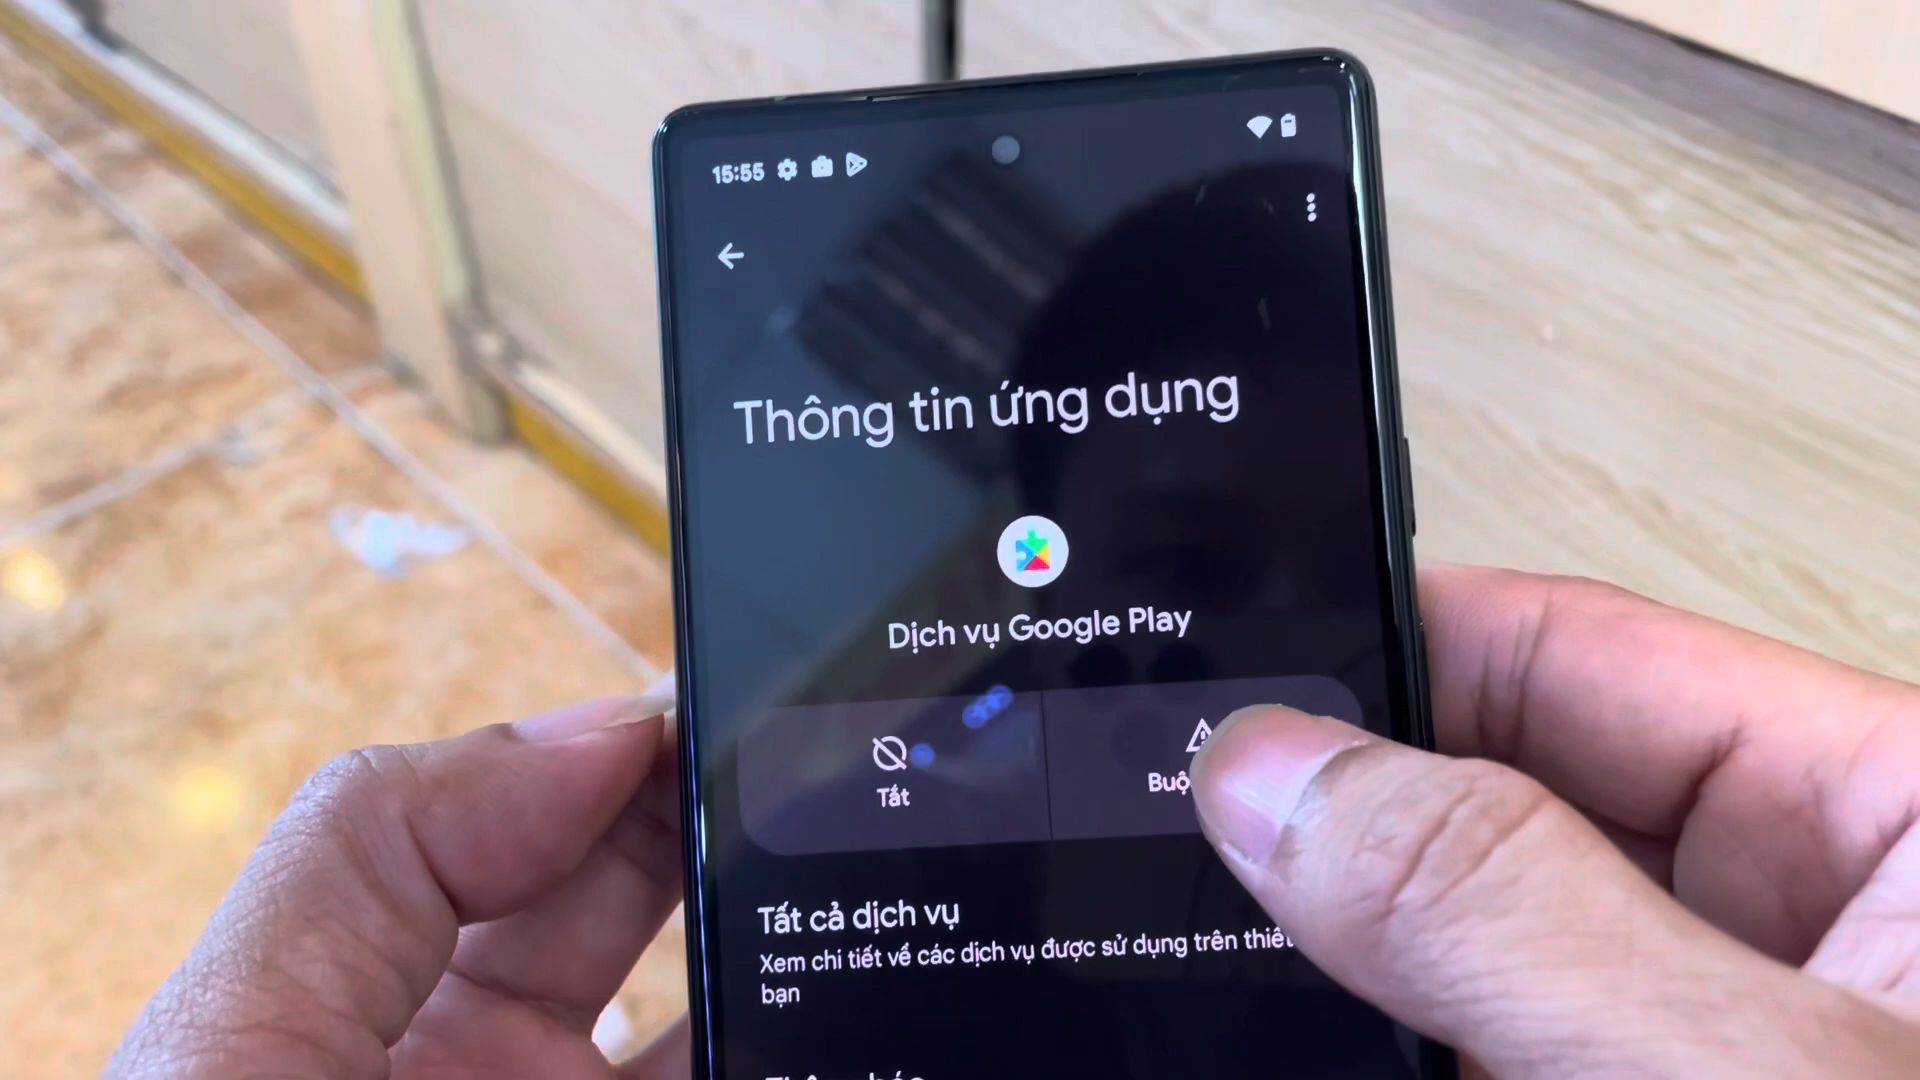 15:55
Thông tin ứng dụng
Dịch vụ Google Play
Tắt
Tất cả dịch vụ
Xem chi tiết về các dịch vụ được sử dụng trên thiết
bạn